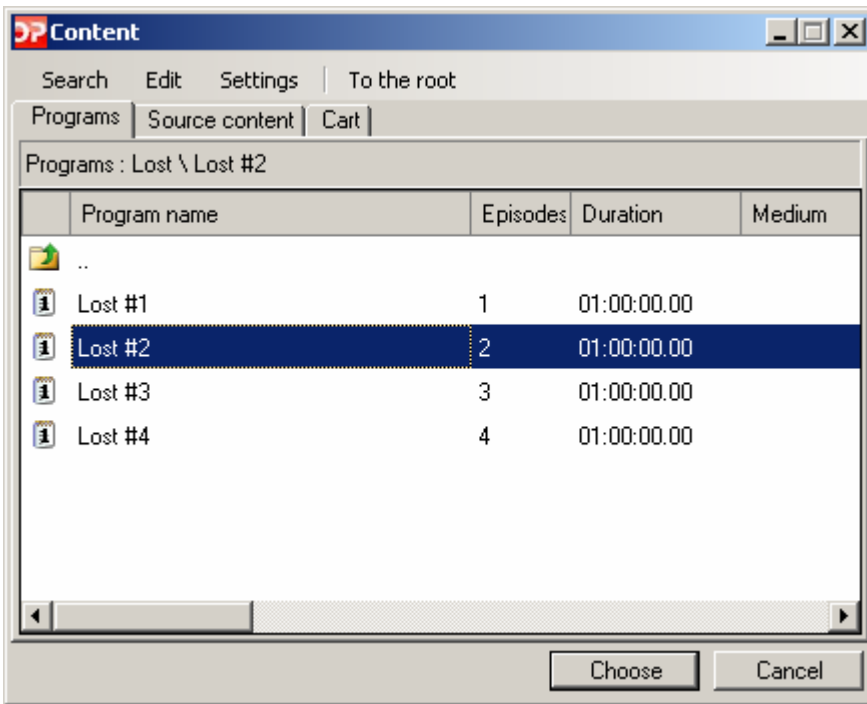 OP Content
Search Edit Settings To the root
Programs Source content Cart
Programs : Lost \ Lost #2
Program name Episodes Duration Medium
..
Lost #1 1 01:00:00.00
Lost #2 2 01:00:00.00
Lost #3 3 01:00:00.00
Lost #4 4 01:00:00.00
Choose Cancel